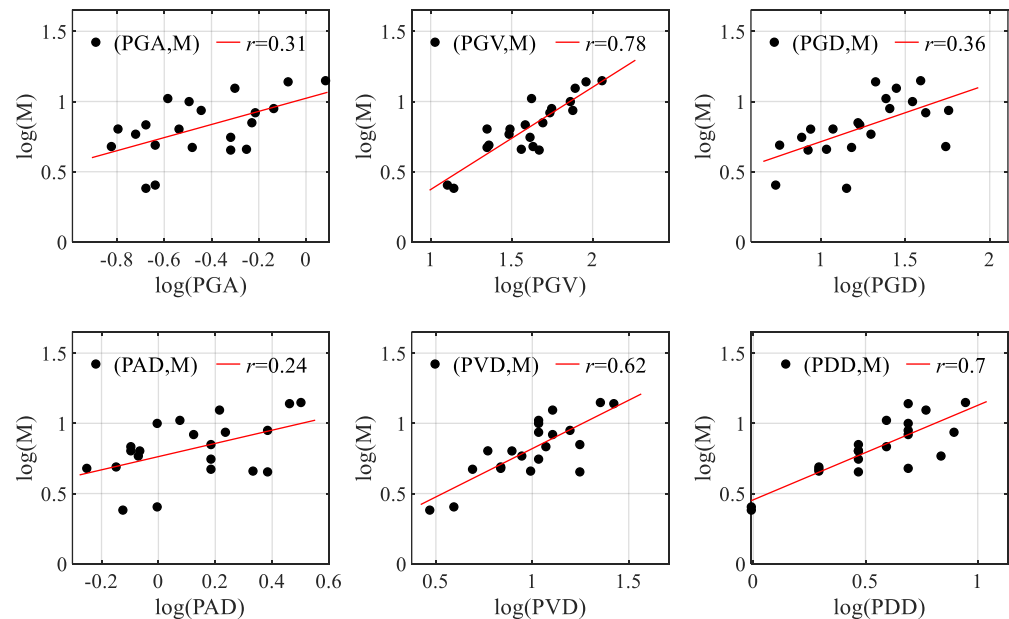 (PGA,M) r=0.31
1.5
1
0.5
0
log(M)
-0.8 -0.6 -0.4 -0.2 0
log(PGA)
(PGV,M) r=0.78
1.5
1
0.5
0
log(M)
1 1.5 2
log(PGV)
(PGD,M) r=0.36
1.5
1
0.5
0
log(M)
1 1.5 2
log(PGD)
(PAD,M) r=0.24
1.5
1
0.5
0
log(M)
-0.2 0 0.2 0.4 0.6
log(PAD)
(PVD,M) r=0.62
1.5
1
0.5
0
log(M)
0.5 1 1.5
log(PVD)
(PDD,M) r=0.7
1.5
1
0.5
0
log(M)
0 0.5 1
log(PDD)